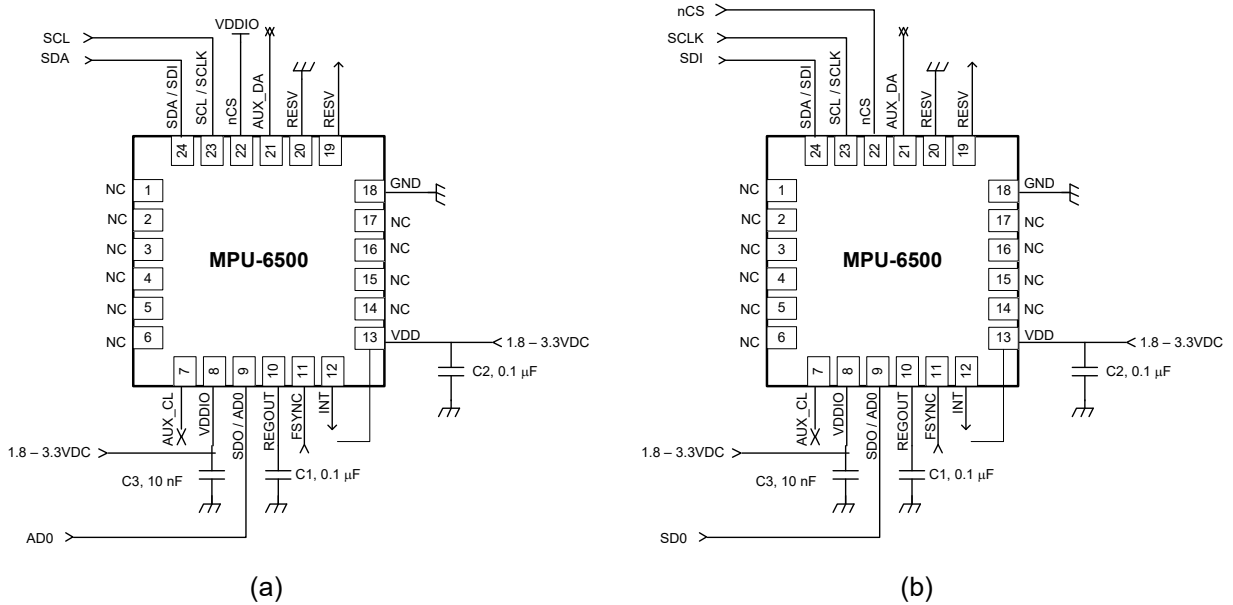 nCS
SCL
VDDIO
SCLK
SDA
SDI
SDA / SDI
SCL / SCLK
nCS
AUX_DA
RESV
RESV
24
23
22
21
20
19
NC 1
18 GND
NC 2
17 NC
NC 3
16 NC
MPU-6500
NC 4
15 NC
NC 5
14 NC
NC 6
13 VDD
1.8 – 3.3VDC
7
8
9
10
11
12
C2, 0.1 µF
AUX_CL
VDDIO
SDO / AD0
REGOUT
FSYNC
INT
1.8 – 3.3VDC
C3, 10 nF
C1, 0.1 µF
AD0
(a)
SDA / SDI
SCL / SCLK
nCS
AUX_DA
RESV
RESV
24
23
22
21
20
19
NC 1
18 GND
NC 2
17 NC
NC 3
16 NC
MPU-6500
NC 4
15 NC
NC 5
14 NC
NC 6
13 VDD
1.8 – 3.3VDC
7
8
9
10
11
12
C2, 0.1 µF
AUX_CL
VDDIO
SDO / AD0
REGOUT
FSYNC
INT
1.8 – 3.3VDC
C3, 10 nF
C1, 0.1 µF
SD0
(b)